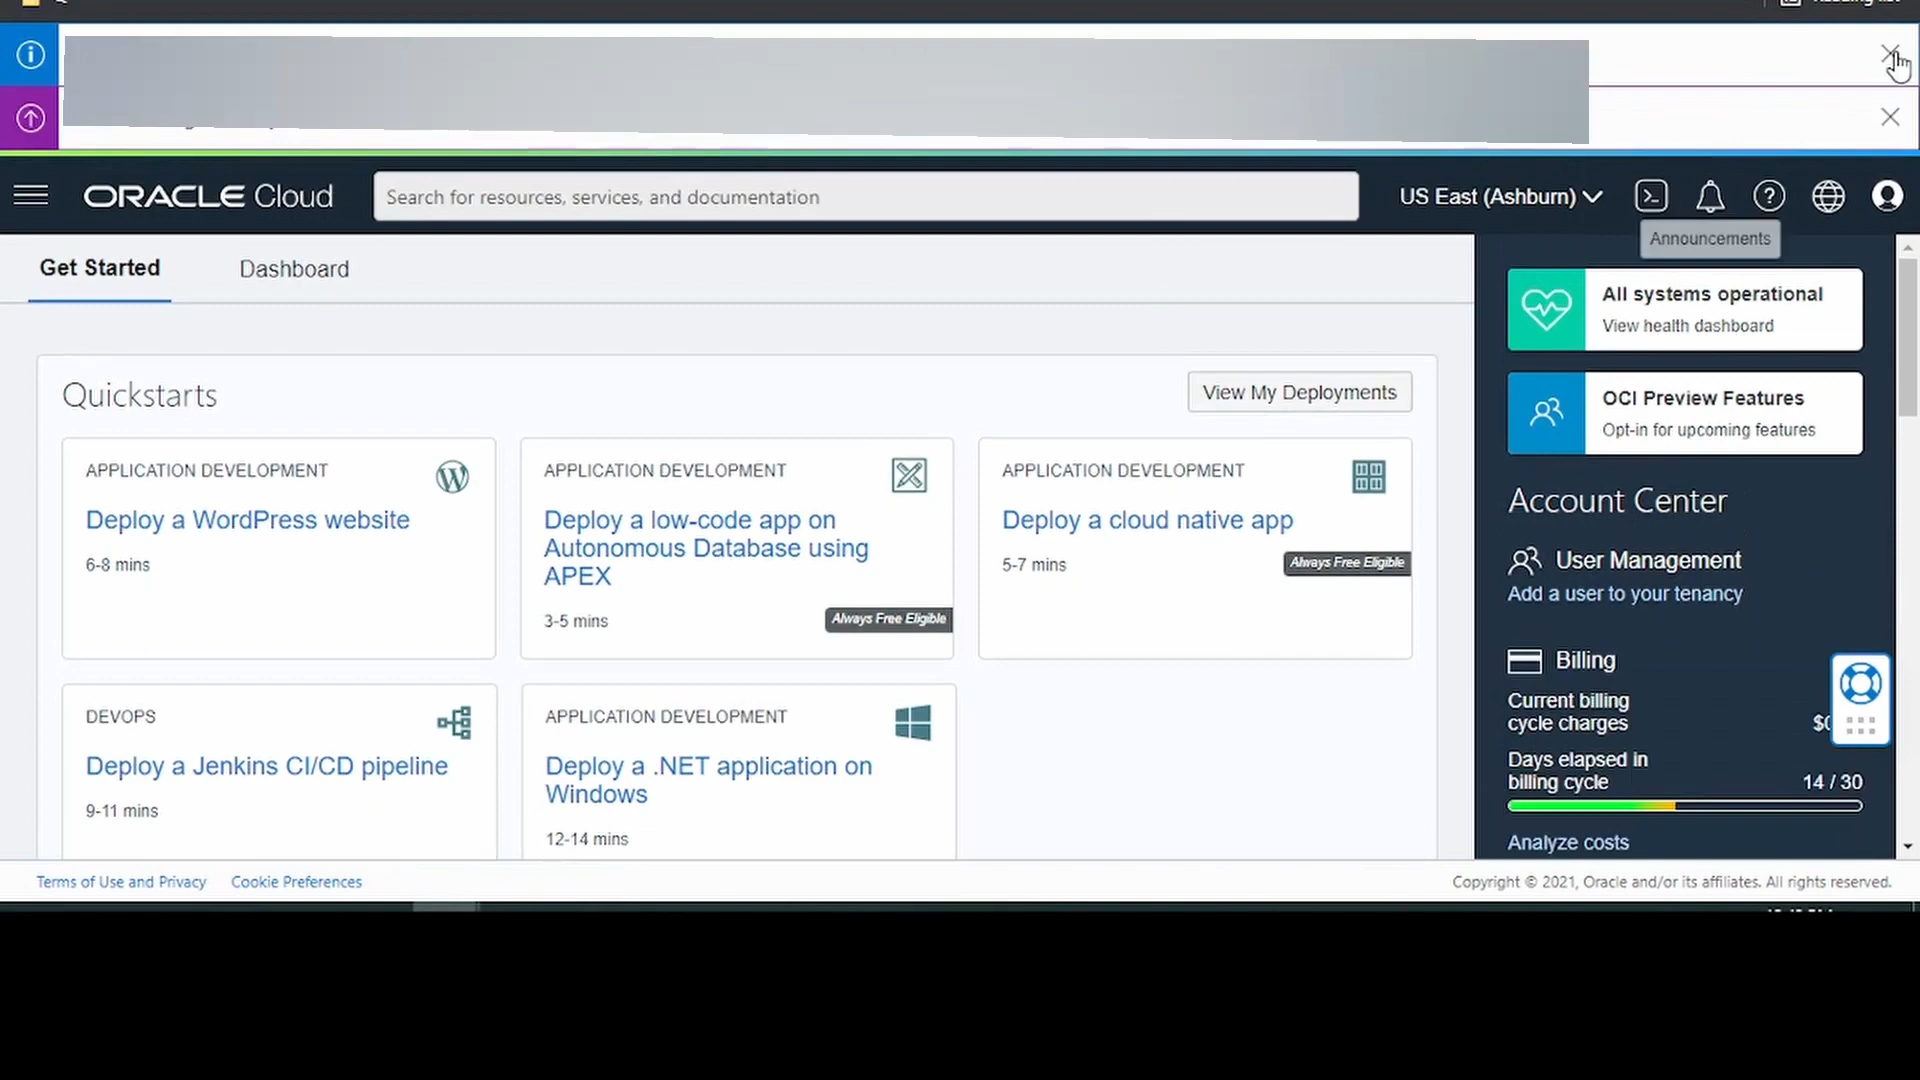 ORACLE Cloud
Search for resources, services, and documentation
US East (Ashburn)
Announcements
Get Started
Dashboard
All systems operational
View health dashboard
OCI Preview Features
Opt-in for upcoming features
Quickstarts
View My Deployments
APPLICATION DEVELOPMENT
Deploy a WordPress website
6-8 mins
APPLICATION DEVELOPMENT
Deploy a low-code app on
Autonomous Database using
APEX
3-5 mins
Always Free Eligible
APPLICATION DEVELOPMENT
Deploy a cloud native app
5-7 mins
Always Free Eligible
DEVOPS
Deploy a Jenkins CI/CD pipeline
9-11 mins
APPLICATION DEVELOPMENT
Deploy a .NET application on
Windows
12-14 mins
Account Center
User Management
Add a user to your tenancy
Billing
Current billing
cycle charges
Days elapsed in
billing cycle
14 / 30
Analyze costs
Terms of Use and Privacy
Cookie Preferences
Copyright © 2021, Oracle and/or its affiliates. All rights reserved.